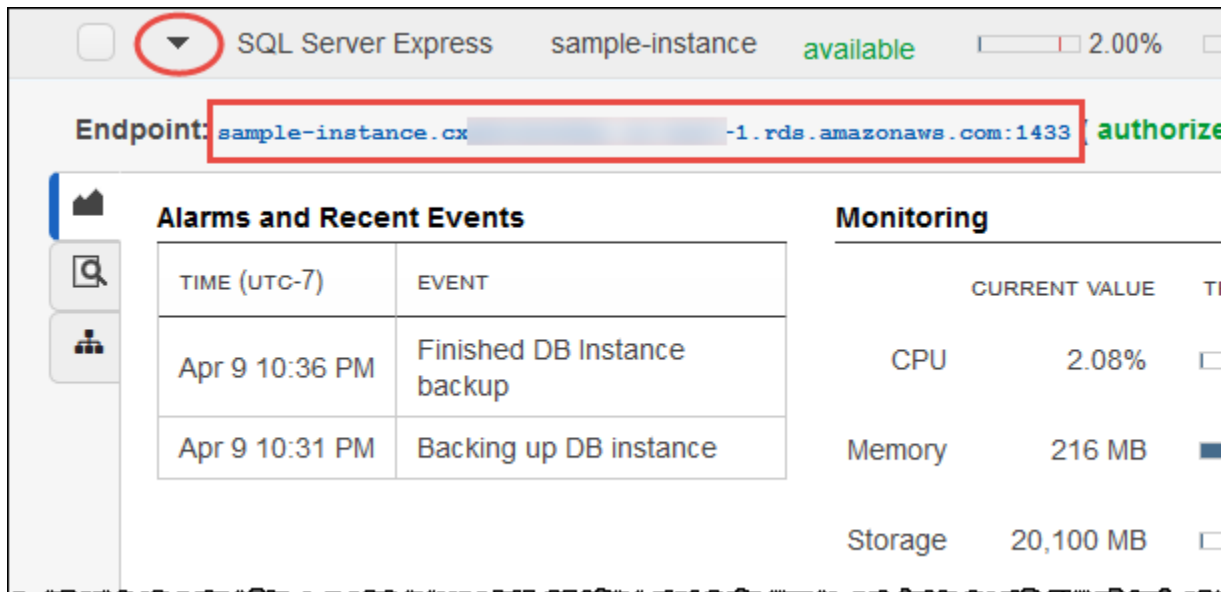 SQL Server Express sample-instance available 2.00%
Endpoint: sample-instance.cx -1.rds.amazonaws.com:1433 ( authorize
Alarms and Recent Events
Monitoring
TIME (UTC-7) EVENT
CURRENT VALUE
Apr 9 10:36 PM Finished DB Instance
backup
CPU 2.08%
Apr 9 10:31 PM Backing up DB instance
Memory 216 MB
Storage 20,100 MB